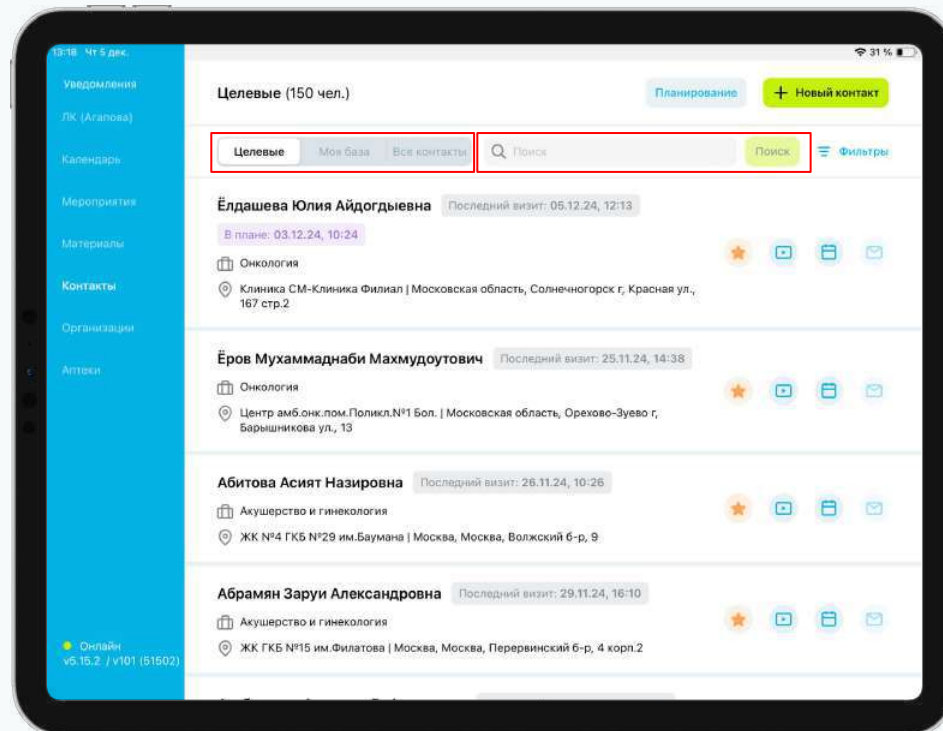 13:18 Чт 5 дек.
31 %
Уведомления
ЛК (Агапова)
Календарь
Мероприятия
Материалы
Контакты
Организации
Аптеки
Онлайн
v5.15.2 / v101 (51502)
Целевые (150 чел.)
Планирование
+ Новый контакт
Целевые
Моя база
Все контакты
Поиск
Поиск
Фильтры
Ёлдашева Юлия Айдогдыевна Последний визит: 05.12.24, 12:13
В плане: 03.12.24, 10:24
Онкология
Клиника СМ-Клиника Филиал | Московская область, Солнечногорск г, Красная ул.,
167 стр.2
Ёров Мухаммаднаби Махмудоутович Последний визит: 25.11.24, 14:38
Онкология
Центр амб.онк.пом.Поликл.№1 Бол. | Московская область, Орехово-Зуево г,
Барышникова ул., 13
Абитова Асият Назировна Последний визит: 26.11.24, 10:26
Акушерство и гинекология
ЖК №4 ГКБ №29 им.Баумана | Москва, Москва, Волжский б-р, 9
Абрамян Заруи Александровна Последний визит: 29.11.24, 16:10
Акушерство и гинекология
ЖК ГКБ №15 им.Филатова | Москва, Москва, Перервинский б-р, 4 корп.2